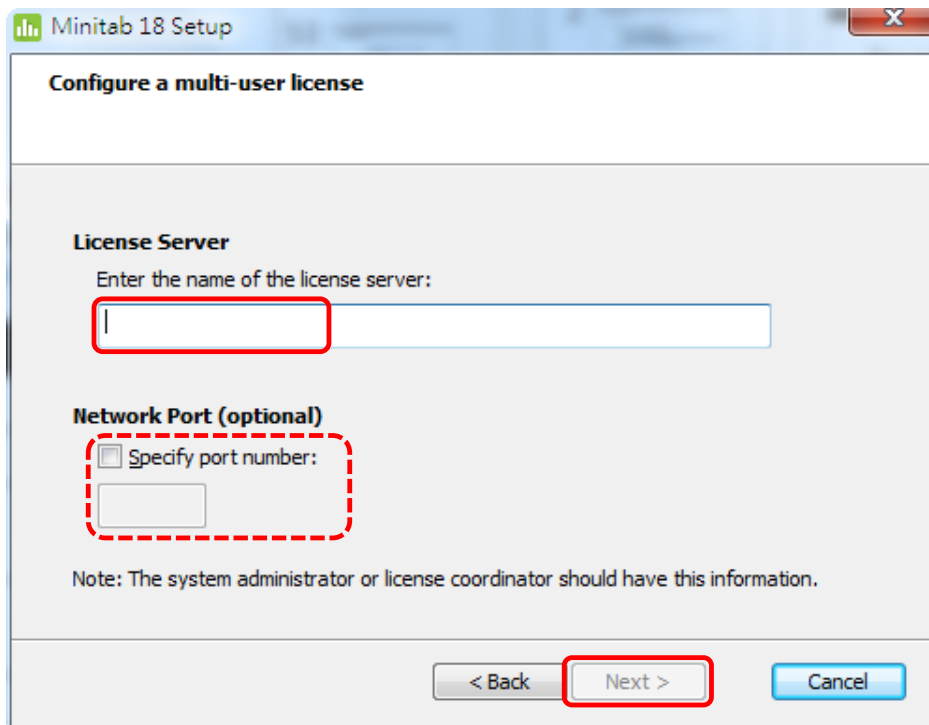 Minitab 18 Setup
Configure a multi-user license
License Server
Enter the name of the license server:
Network Port (optional)
Specify port number:
Note: The system administrator or license coordinator should have this information.
< Back Next > Cancel